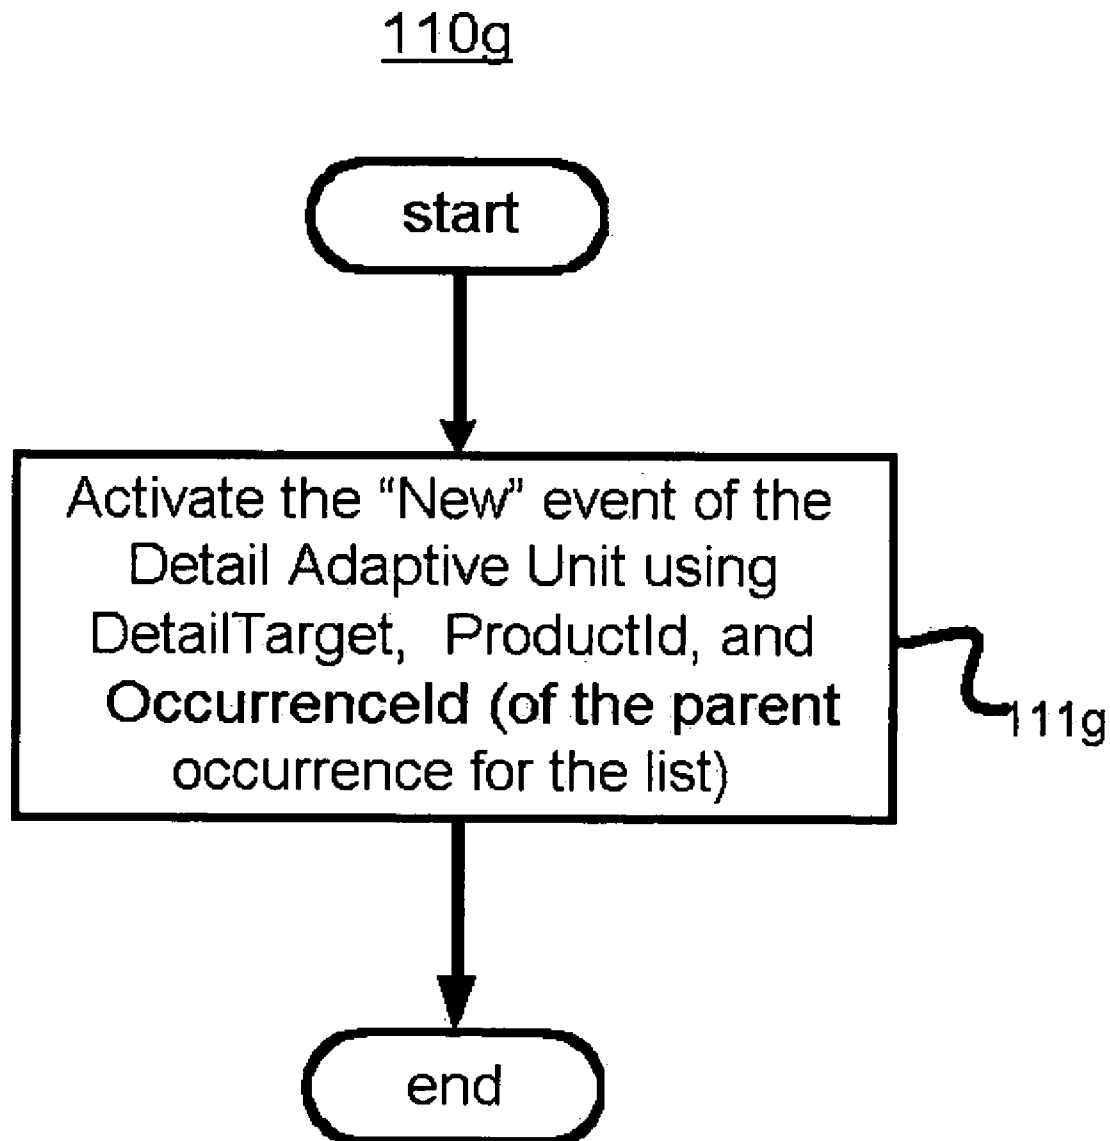 110g
start
Activate the “New” event of the
Detail Adaptive Unit using
DetailTarget, ProductId, and
OccurrenceId (of the parent
occurrence for the list)
111g
end